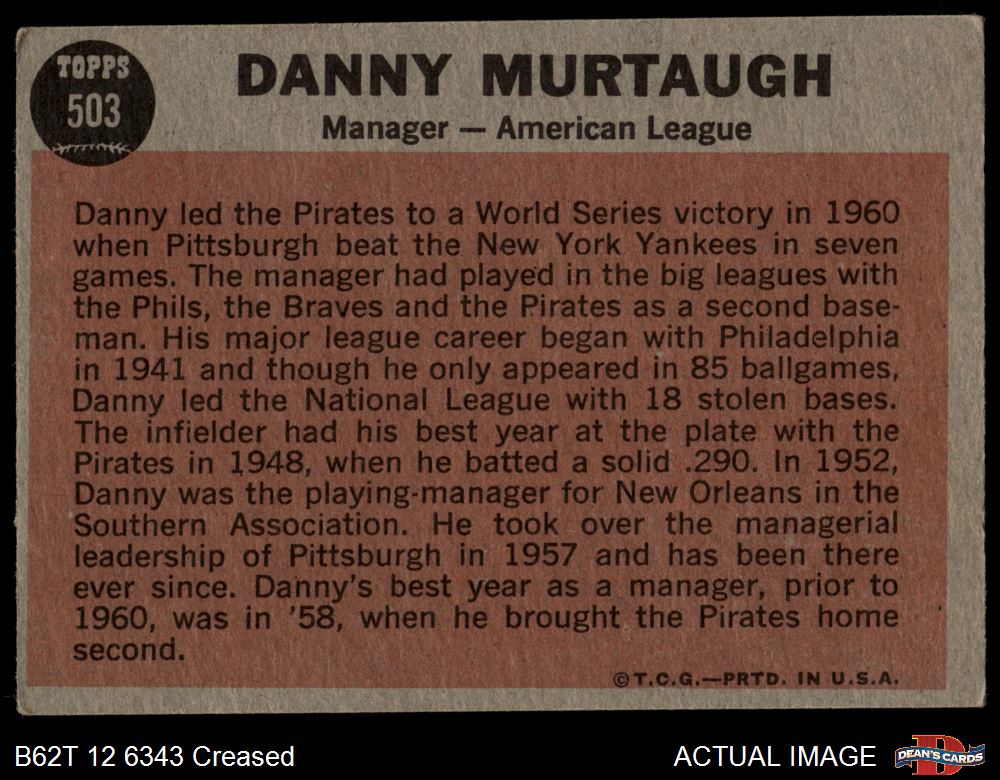 TOPPS
503
DANNY MURTAUGH
Manager — American League
Danny led the Pirates to a World Series victory in 1960
when Pittsburgh beat the New York Yankees in seven
games. The manager had played in the big leagues with
the Phils, the Braves and the Pirates as a second base-
man. His major league career began with Philadelphia
in 1941 and though he only appeared in 85 ballgames,
Danny led the National League with 18 stolen bases.
The infielder had his best year at the plate with the
Pirates in 1948, when he batted a solid .290. In 1952,
Danny was the playing-manager for New Orleans in the
Southern Association. He took over the managerial
leadership of Pittsburgh in 1957 and has been there
ever since. Danny's best year as a manager, prior to
1960, was in '58, when he brought the Pirates home
second.
©T.C.G.—PRTD. IN U.S.A.
B62T 12 6343 Creased
ACTUAL IMAGE
D
DEAN'S CARDS